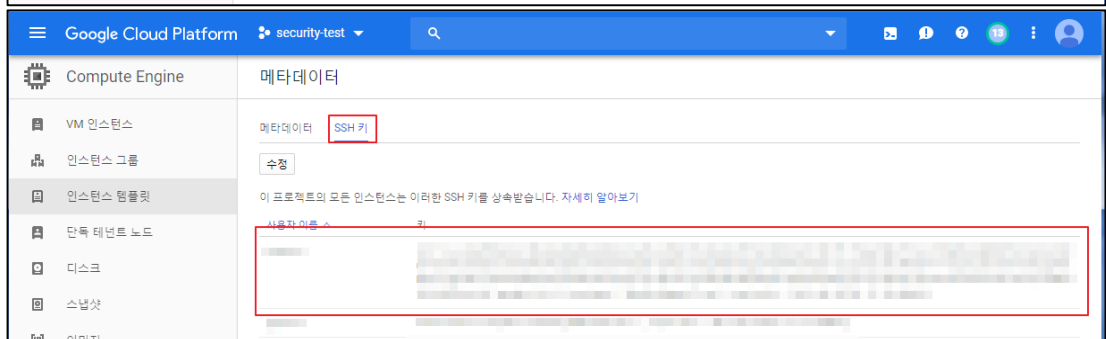 Google Cloud Platform security-test 13
Compute Engine 메타데이터
VM 인스턴스
메타데이터 SSH 키
인스턴스 그룹
수정
인스턴스 템플릿
이 프로젝트의 모든 인스턴스는 이러한 SSH 키를 상속받습니다. 자세히 알아보기
사용자 이름 키
단독 테넌트 노드
디스크
스냅샷